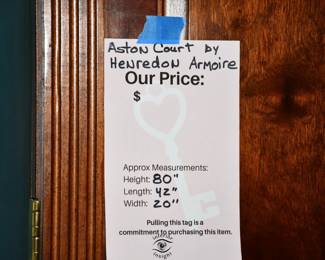 Aston Court by
Henredon Armoire
Our Price:
$
Approx Measurements:
Height: 80"
Length: 42"
Width: 20"
Pulling this tag is a
commitment to purchasing this item.
insight